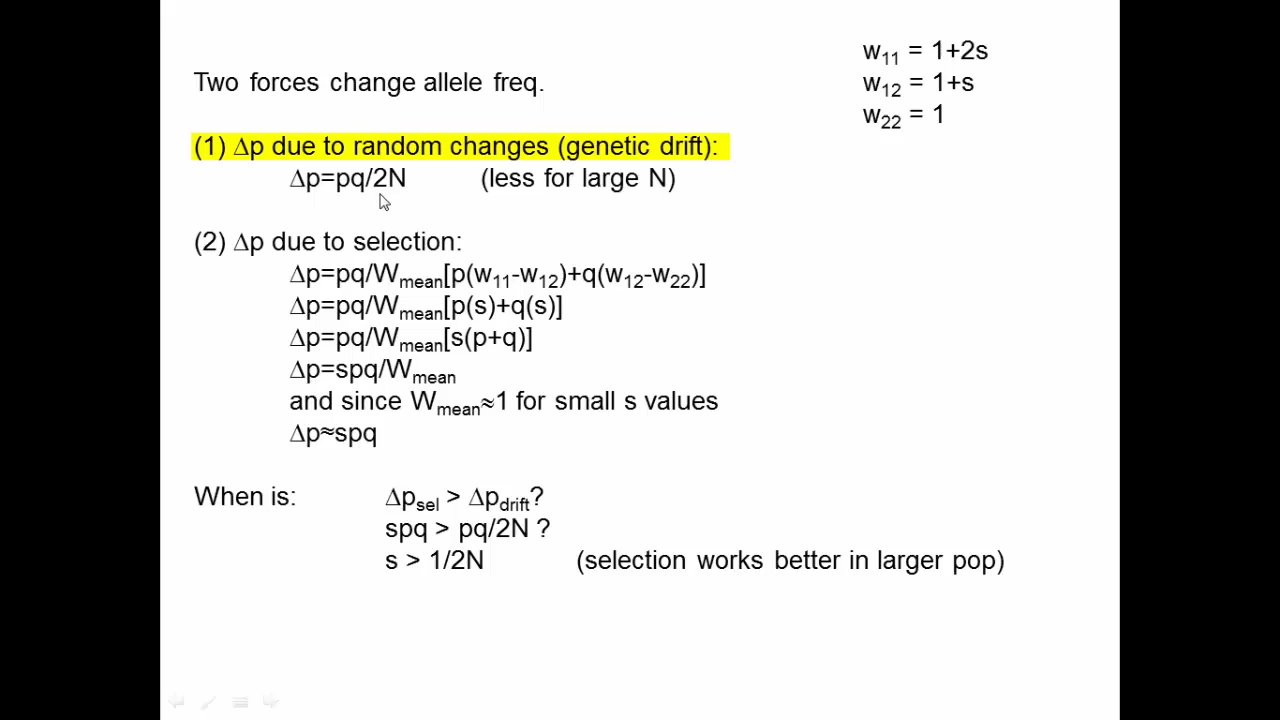 w₁₁ = 1+2s
Two forces change allele freq.
w₁₂ = 1+s
w₂₂ = 1
(1) Δp due to random changes (genetic drift):
Δp=pq/2N (less for large N)
(2) Δp due to selection:
Δp=pq/Wₘₑₐₙ[p(w₁₁-w₁₂)+q(w₁₂-w₂₂)]
Δp=pq/Wₘₑₐₙ[p(s)+q(s)]
Δp=pq/Wₘₑₐₙ[s(p+q)]
Δp=spq/Wₘₑₐₙ
and since Wₘₑₐₙ≈1 for small s values
Δp≈spq
When is: Δpₛₑₗ > Δp_drift?
spq > pq/2N ?
s > 1/2N (selection works better in larger pop)